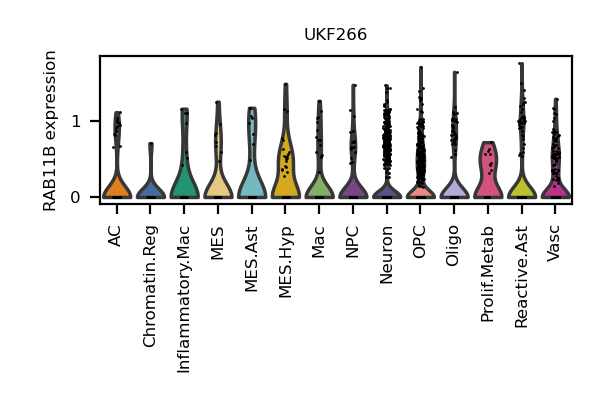 UKF266
RAB11B expression
1
0
AC
Chromatin.Reg
Inflammatory.Mac
MES
MES.Ast
MES.Hyp
Mac
NPC
Neuron
OPC
Oligo
Prolif.Metab
Reactive.Ast
Vasc